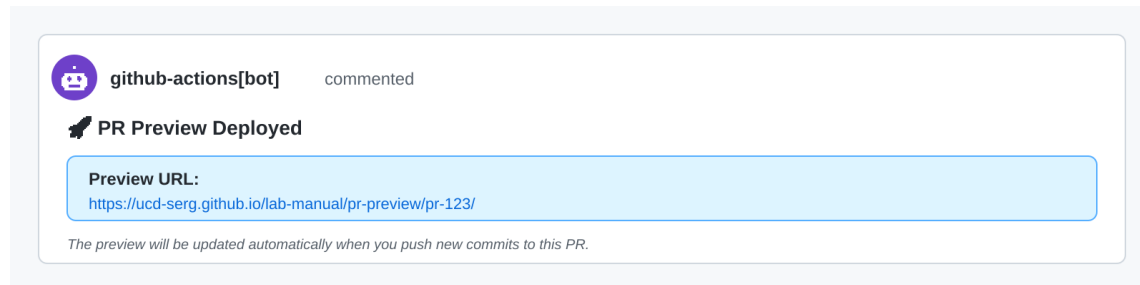 github-actions[bot] commented
🚀 PR Preview Deployed
Preview URL:
https://ucd-serg.github.io/lab-manual/pr-preview/pr-123/
The preview will be updated automatically when you push new commits to this PR.